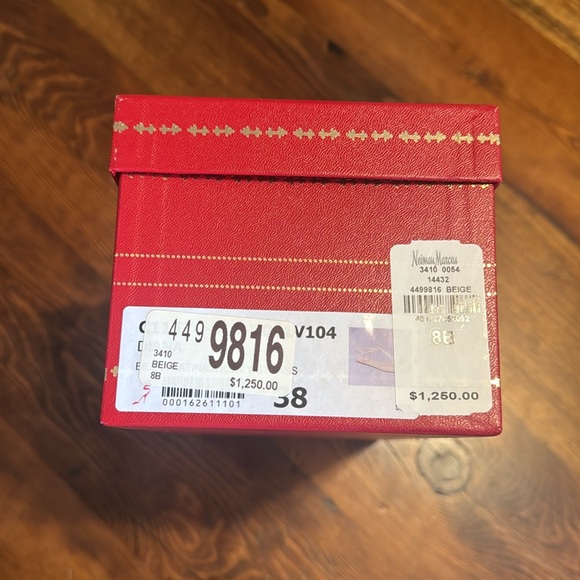 Neiman Marcus
3410 0054
14432
4499816 BEIGE
8B
$1,250.00
V104
449 9816
3410
BEIGE
8B
$1,250.00
000162611101
38